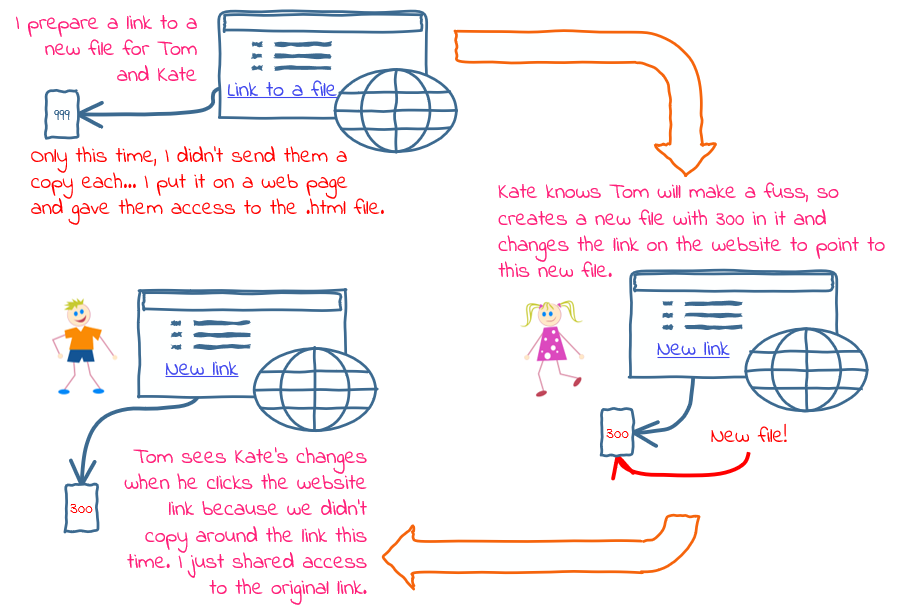 I prepare a link to a
new file for Tom
and Kate
Link to a file
999
Only this time, I didn't send them a
copy each... I put it on a web page
and gave them access to the .html file.
Kate knows Tom will make a fuss, so
creates a new file with 300 in it and
changes the link on the website to point to
this new file.
New link
300
New file!
New link
300
Tom sees Kate's changes
when he clicks the website
link because we didn't
copy around the link this
time. I just shared access
to the original link.